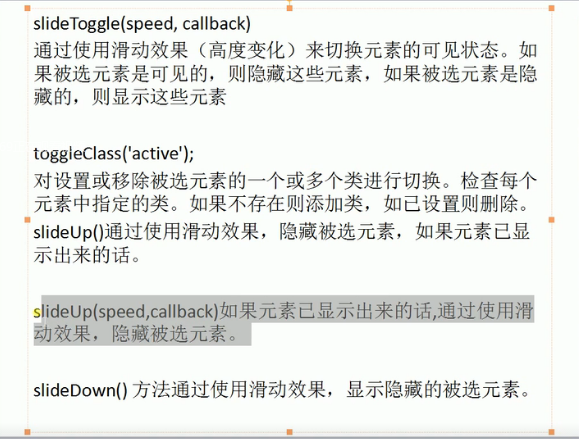 slideToggle(speed, callback)
通过使用滑动效果（高度变化）来切换元素的可见状态。如
果被选元素是可见的，则隐藏这些元素，如果被选元素是隐
藏的，则显示这些元素
toggieClass('active');
对设置或移除被选元素的一个或多个类进行切换。检查每个
元素中指定的类。如果不存在则添加类，如已设置则删除。
slideUp()通过使用滑动效果，隐藏被选元素，如果元素已显
示出来的话。
slideUp(speed,callback)如果元素已显示出来的话,通过使用滑
动效果，隐藏被选元素。
slideDown() 方法通过使用滑动效果，显示隐藏的被选元素。